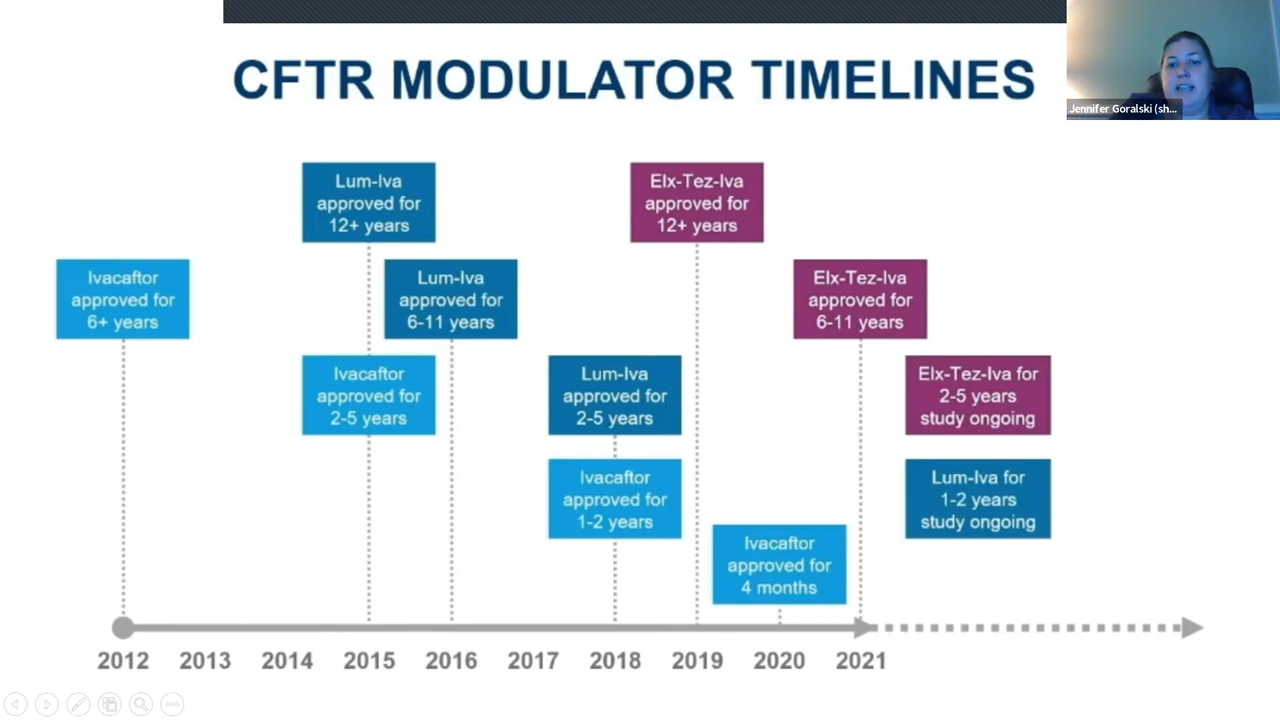 CFTR MODULATOR TIMELINES
Jennifer Goralski (sh...
Lum-Iva
approved for
12+ years
Elx-Tez-Iva
approved for
12+ years
Ivacaftor
approved for
6+ years
Lum-Iva
approved for
6-11 years
Elx-Tez-Iva
approved for
6-11 years
Ivacaftor
approved for
2-5 years
Lum-Iva
approved for
2-5 years
Elx-Tez-Iva for
2-5 years
study ongoing
Ivacaftor
approved for
1-2 years
Lum-Iva for
1-2 years
study ongoing
Ivacaftor
approved for
4 months
2012 2013 2014 2015 2016 2017 2018 2019 2020 2021